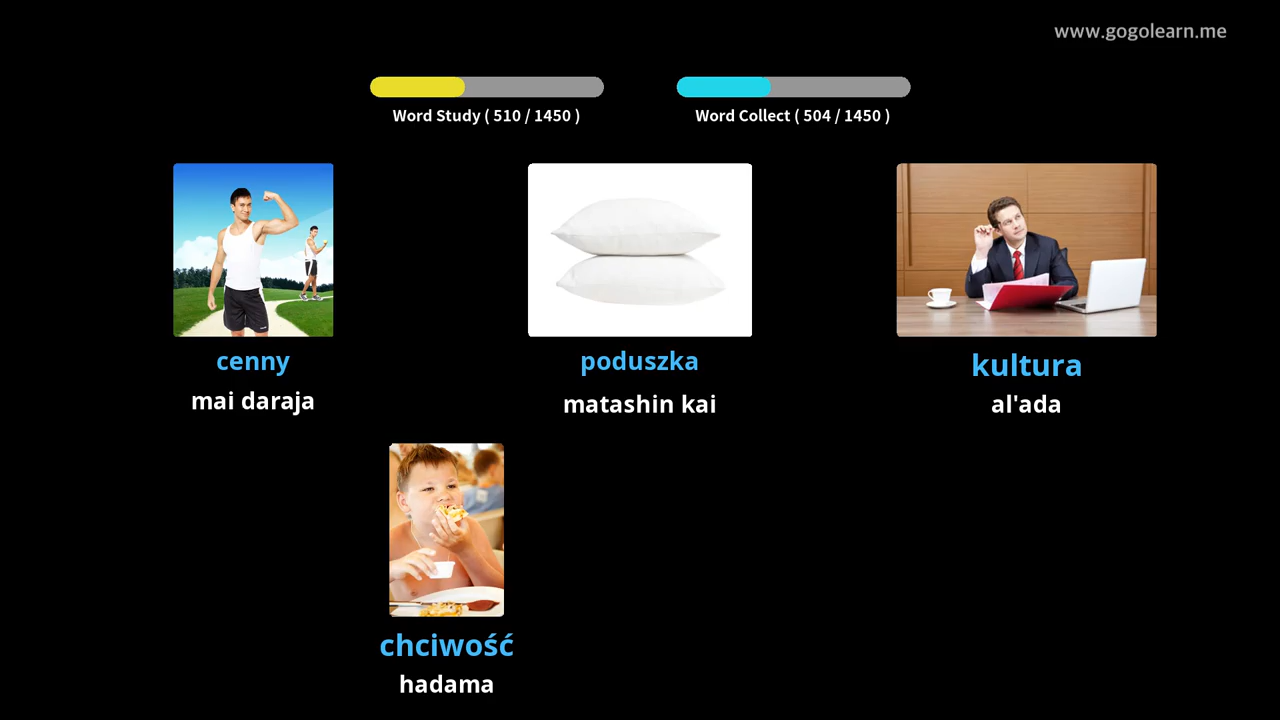 www.gogolearn.me
Word Study ( 510 / 1450 )
Word Collect ( 504 / 1450 )
cenny
mai daraja
poduszka
matashin kai
kultura
al'ada
chciwość
hadama